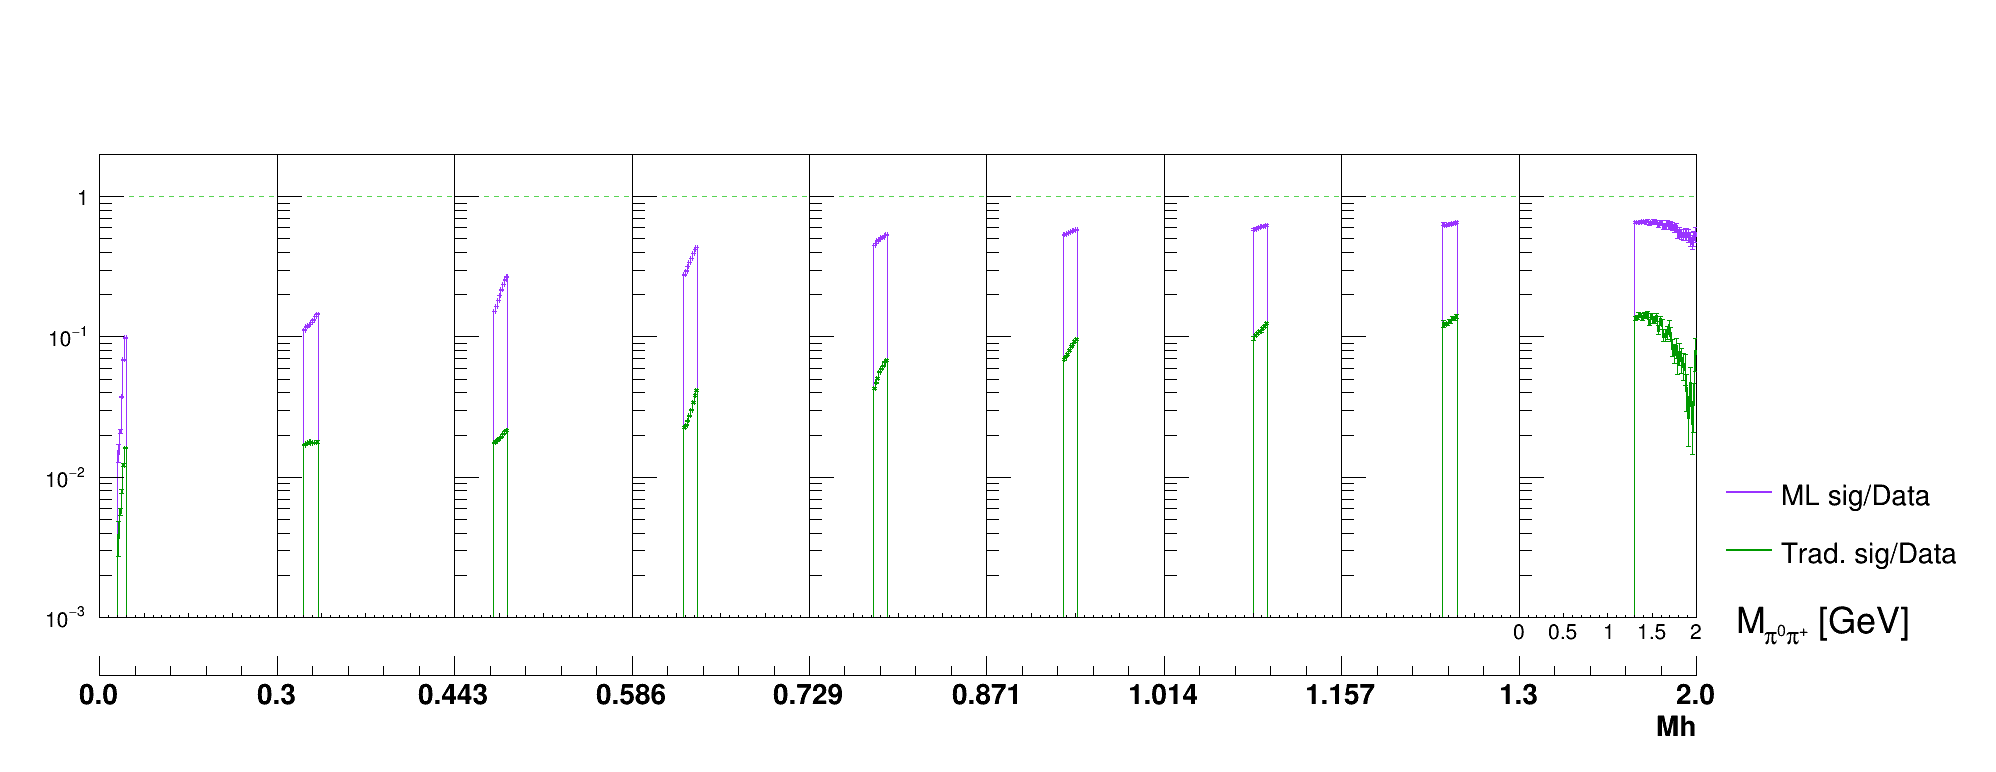 1
10⁻¹
10⁻²
10⁻³
ML sig/Data
Trad. sig/Data
0 0.5 1 1.5 2
M_π⁰π⁺ [GeV]
0.0 0.3 0.443 0.586 0.729 0.871 1.014 1.157 1.3 2.0
Mh